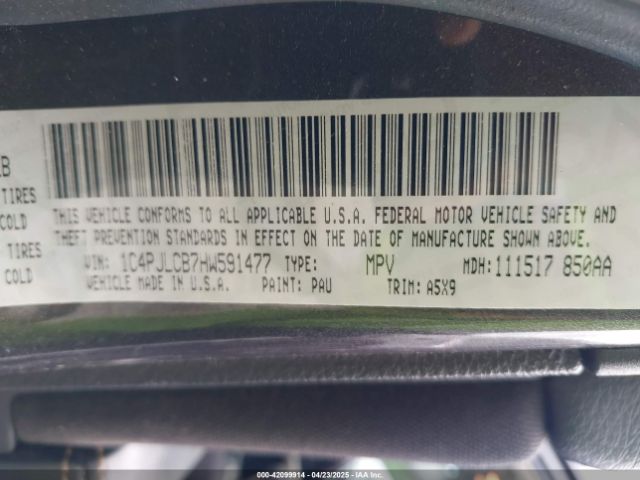 LB
TIRES
COLD
TIRES
COLD
THIS VEHICLE CONFORMS TO ALL APPLICABLE U.S.A. FEDERAL MOTOR VEHICLE SAFETY AND
THEFT PREVENTION STANDARDS IN EFFECT ON THE DATE OF MANUFACTURE SHOWN ABOVE.
VIN: 1C4PJLCB7HW591477 TYPE: MPV MDH: 111517 850AA
VEHICLE MADE IN U.S.A. PAINT: PAU TRIM: A5X9
000-42099914 - 04/23/2025 - IAA Inc.